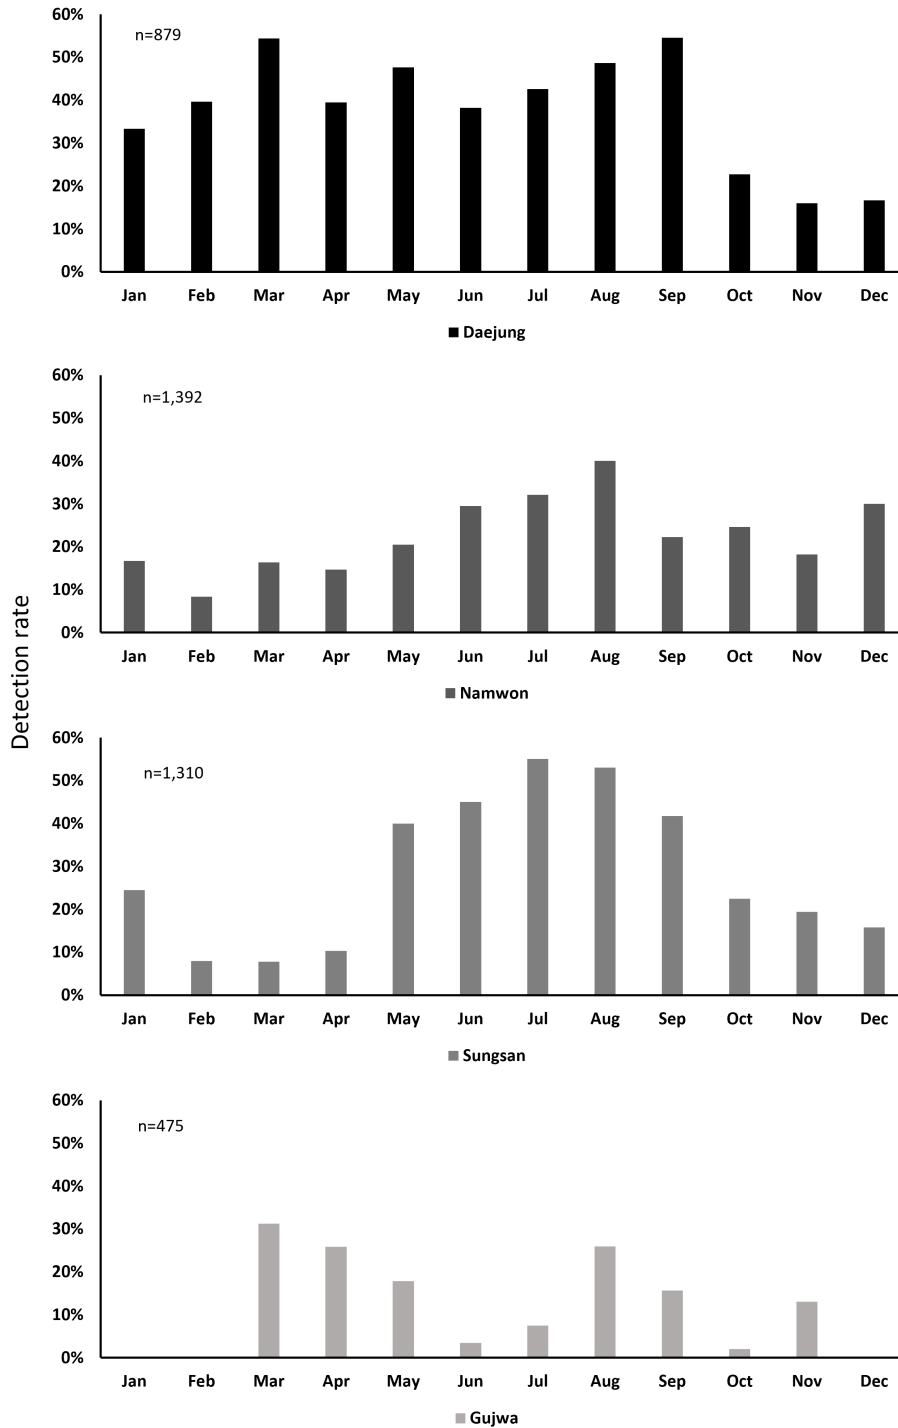 60%
n=879
50%
40%
30%
20%
10%
0%
Jan Feb Mar Apr May Jun Jul Aug Sep Oct Nov Dec
Daejung
60%
n=1,392
50%
40%
30%
20%
10%
0%
Jan Feb Mar Apr May Jun Jul Aug Sep Oct Nov Dec
Namwon
Detection rate
60%
n=1,310
50%
40%
30%
20%
10%
0%
Jan Feb Mar Apr May Jun Jul Aug Sep Oct Nov Dec
Sungsan
60%
n=475
50%
40%
30%
20%
10%
0%
Jan Feb Mar Apr May Jun Jul Aug Sep Oct Nov Dec
Gujwa